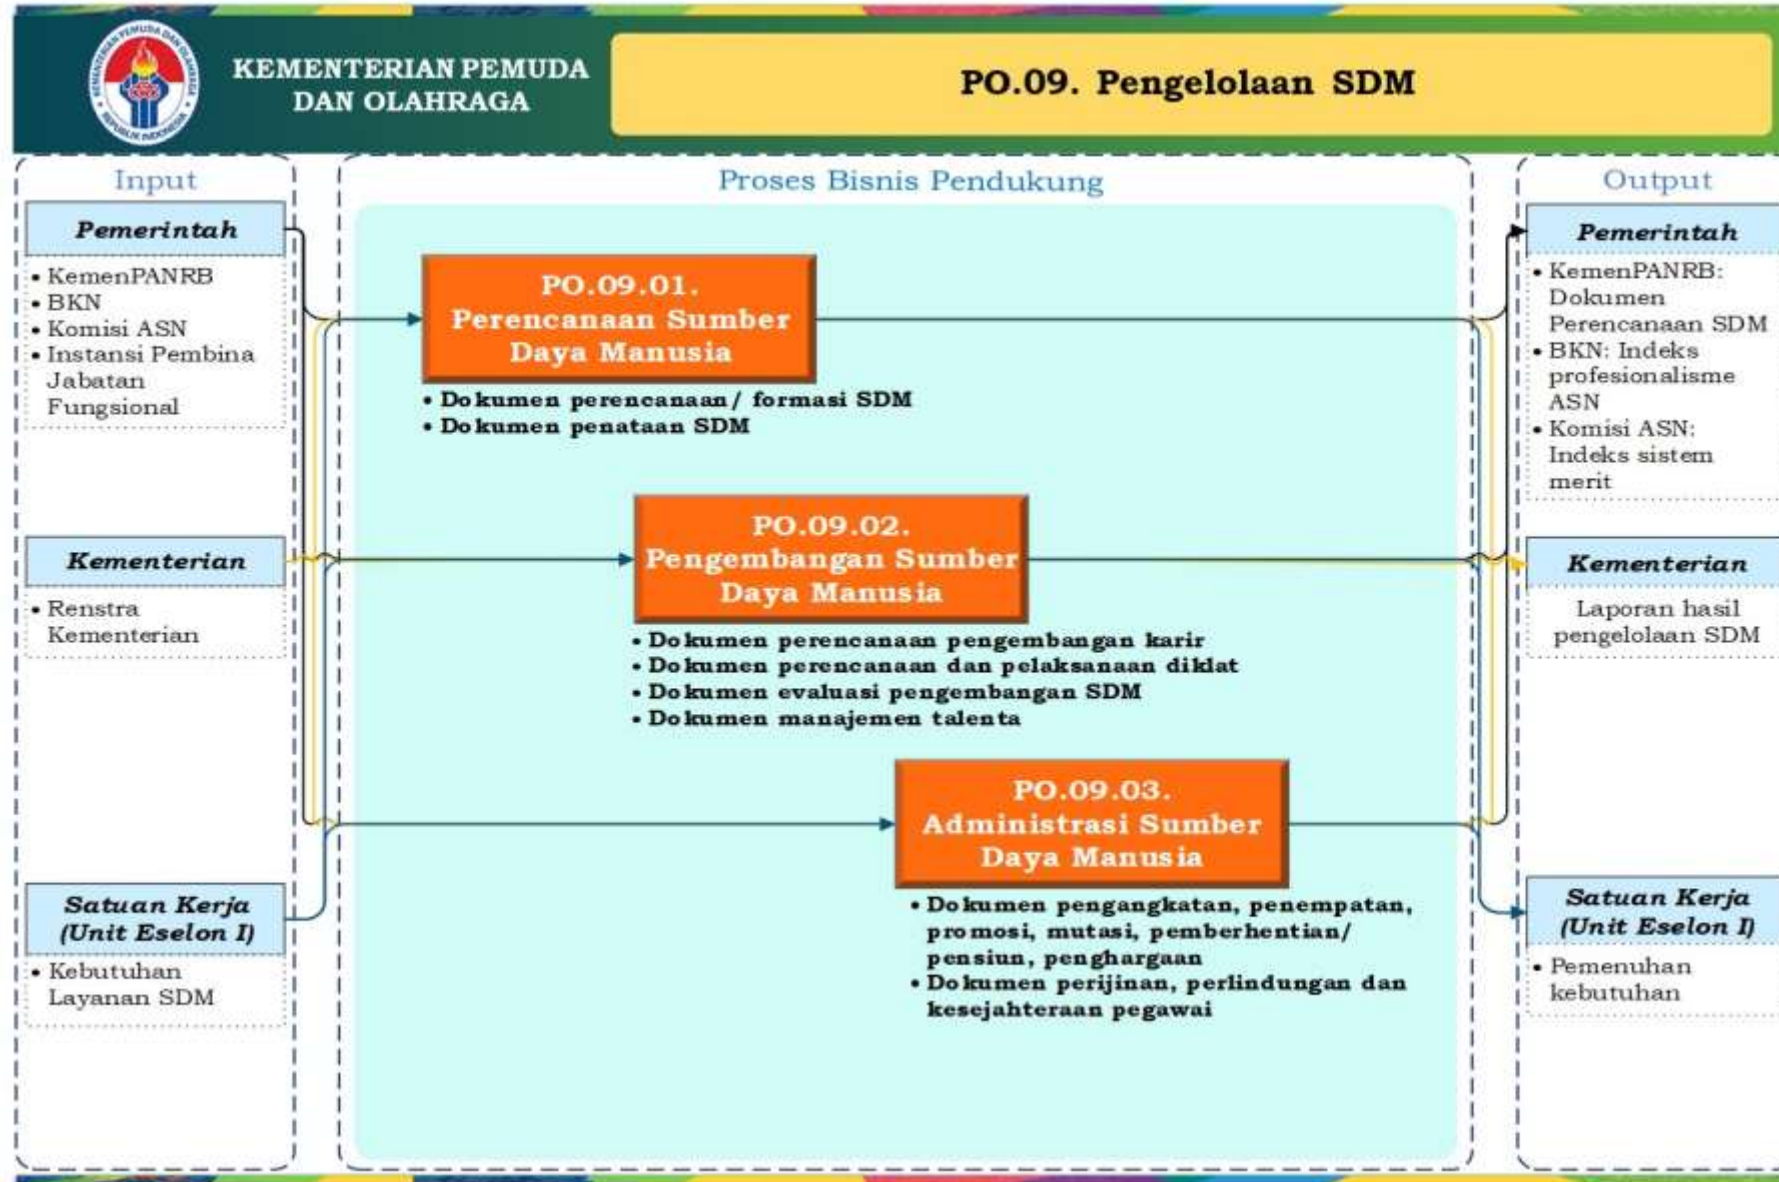 KEMENTERIAN PEMUDA DAN OLAHRAGA
REPUBLIK INDONESIA
KEMENTERIAN PEMUDA
DAN OLAHRAGA
PO.09. Pengelolaan SDM
Input
Pemerintah
• KemenPANRB
• BKN
• Komisi ASN
• Instansi Pembina
Jabatan
Fungsional
Kementerian
• Renstra
Kementerian
Satuan Kerja
(Unit Eselon I)
• Kebutuhan
Layanan SDM
Proses Bisnis Pendukung
PO.09.01.
Perencanaan Sumber
Daya Manusia
• Dokumen perencanaan/ formasi SDM
• Dokumen penataan SDM
PO.09.02.
Pengembangan Sumber
Daya Manusia
• Dokumen perencanaan pengembangan karir
• Dokumen perencanaan dan pelaksanaan diklat
• Dokumen evaluasi pengembangan SDM
• Dokumen manajemen talenta
PO.09.03.
Administrasi Sumber
Daya Manusia
• Dokumen pengangkatan, penempatan,
promosi, mutasi, pemberhentian/
pensiun, penghargaan
• Dokumen perijinan, perlindungan dan
kesejahteraan pegawai
Output
Pemerintah
• KemenPANRB:
Dokumen
Perencanaan SDM
• BKN: Indeks
profesionalisme
ASN
• Komisi ASN:
Indeks sistem
merit
Kementerian
Laporan hasil
pengelolaan SDM
Satuan Kerja
(Unit Eselon I)
• Pemenuhan
kebutuhan